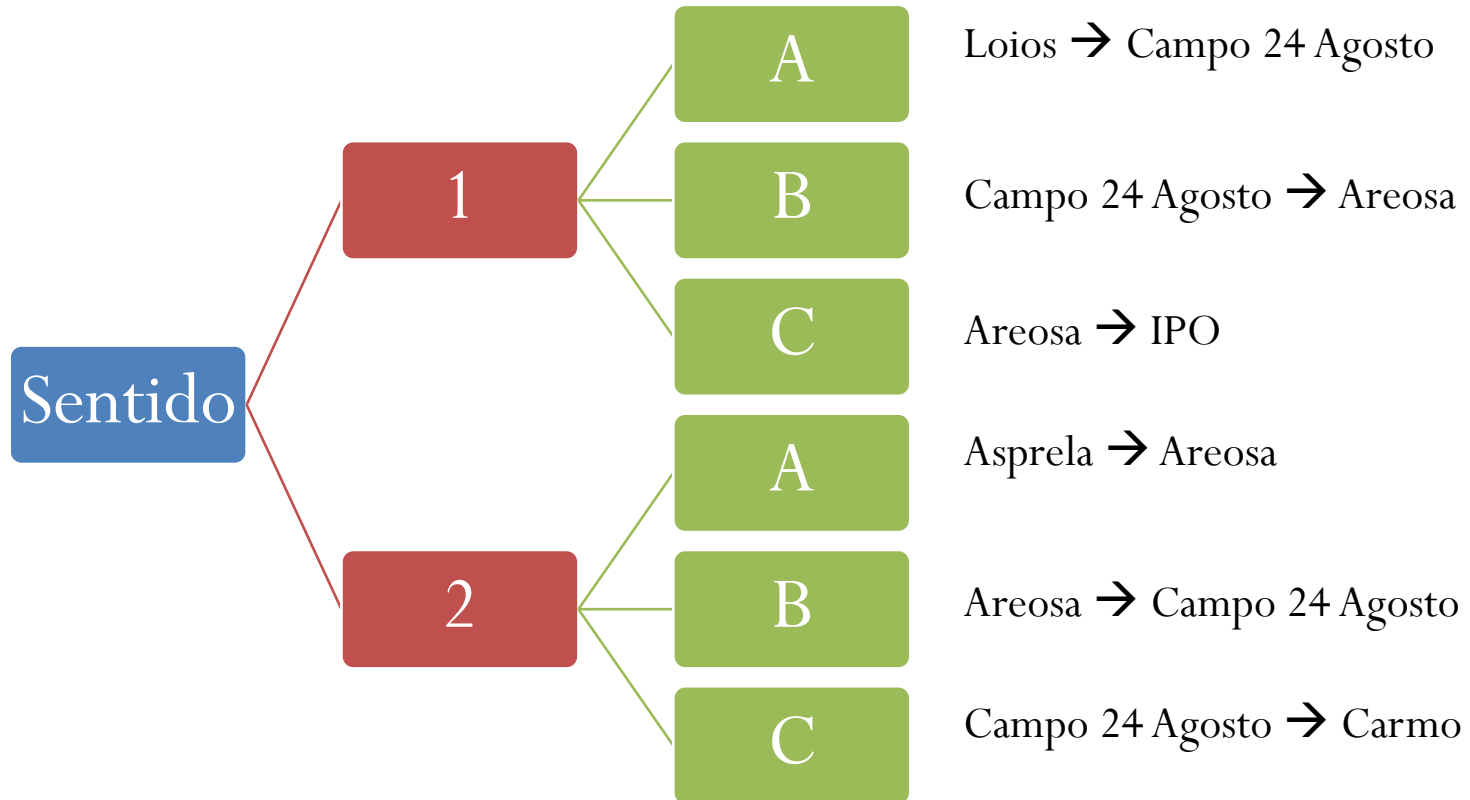 Sentido
1
A
Loios → Campo 24 Agosto
B
Campo 24 Agosto → Areosa
C
Areosa → IPO
2
A
Asprela → Areosa
B
Areosa → Campo 24 Agosto
C
Campo 24 Agosto → Carmo